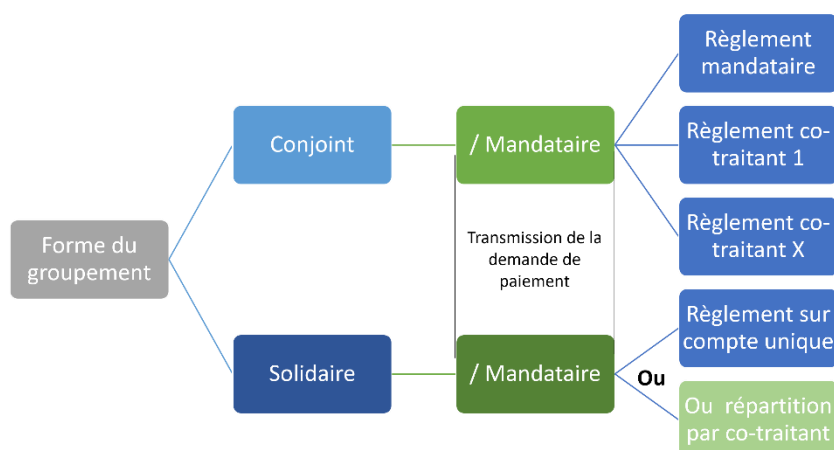 Forme du
groupement
Conjoint
/ Mandataire
Règlement
mandataire
Règlement co-
traitant 1
Règlement co-
traitant X
Transmission de la
demande de
paiement
Solidaire
/ Mandataire
Ou
Règlement sur
compte unique
Ou répartition
par co-traitant